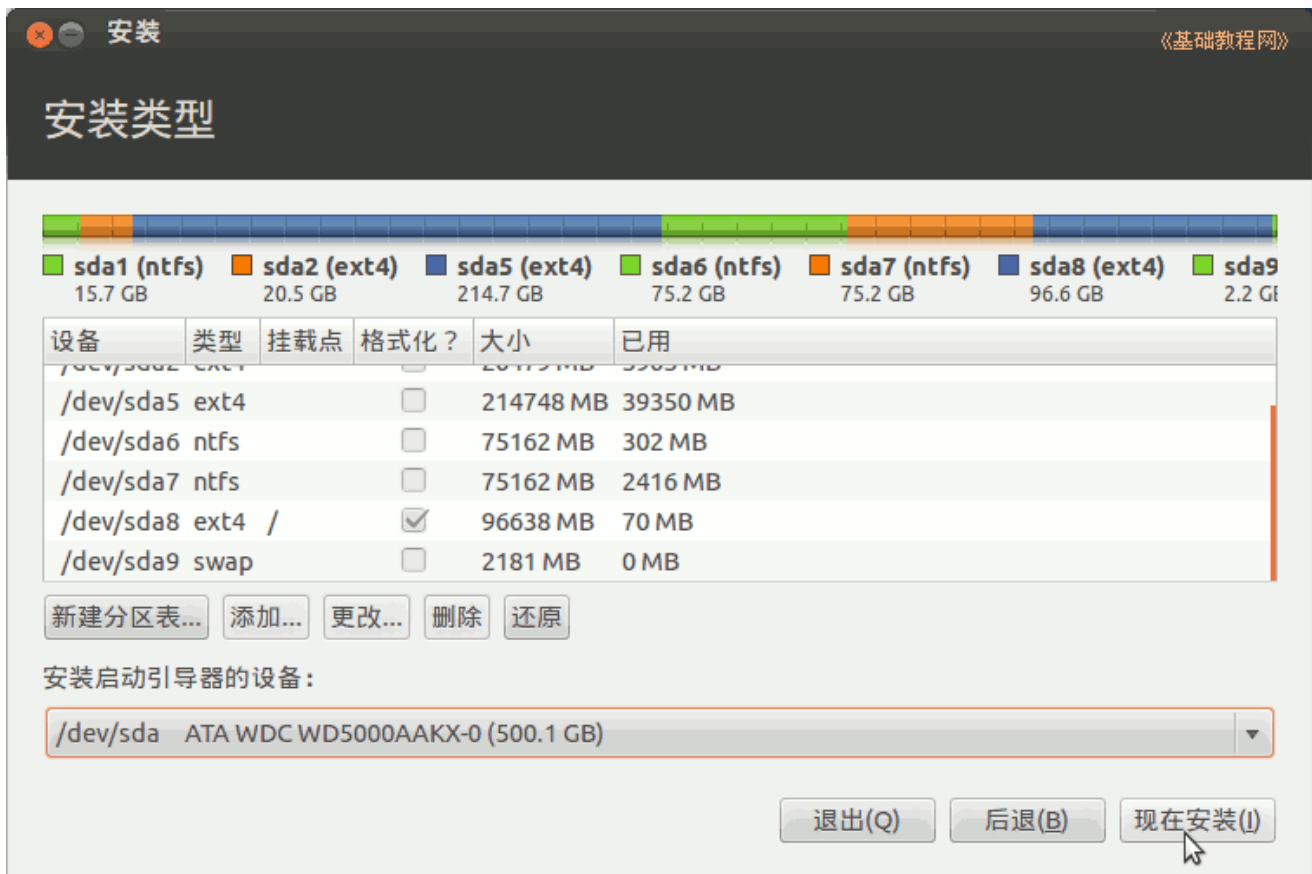 安装
《基础教程网》
安装类型
sda1 (ntfs) sda2 (ext4) sda5 (ext4) sda6 (ntfs) sda7 (ntfs) sda8 (ext4) sda9
15.7 GB 20.5 GB 214.7 GB 75.2 GB 75.2 GB 96.6 GB 2.2 GB
设备 类型 挂载点 格式化？ 大小 已用
/dev/sda5 ext4 214748 MB 39350 MB
/dev/sda6 ntfs 75162 MB 302 MB
/dev/sda7 ntfs 75162 MB 2416 MB
/dev/sda8 ext4 / 96638 MB 70 MB
/dev/sda9 swap 2181 MB 0 MB
新建分区表... 添加... 更改... 删除 还原
安装启动引导器的设备：
/dev/sda ATA WDC WD5000AAKX-0 (500.1 GB)
退出(Q) 后退(B) 现在安装(I)